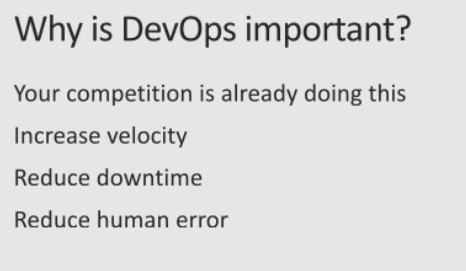 Why is DevOps important?
Your competition is already doing this
Increase velocity
Reduce downtime
Reduce human error